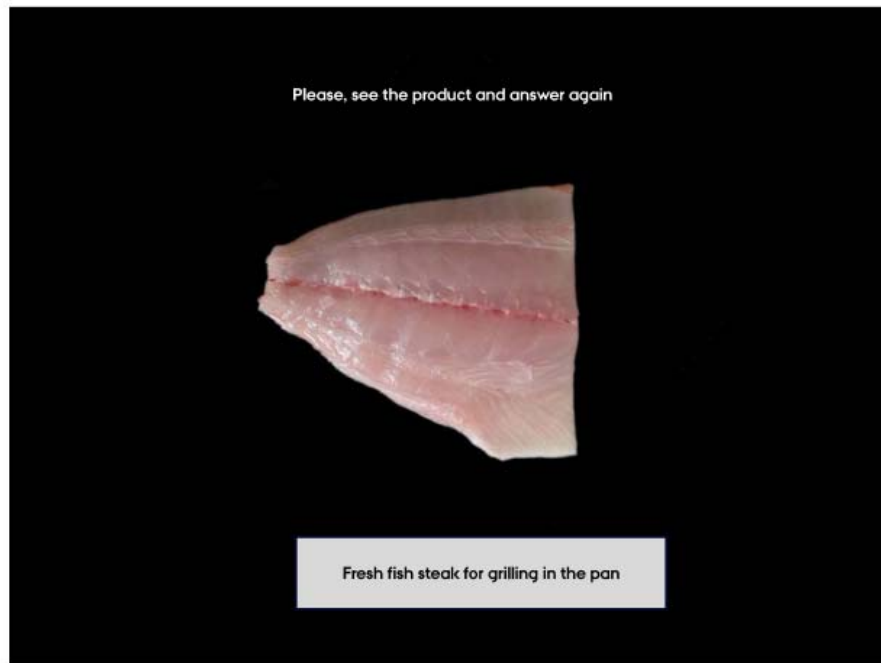 Please, see the product and answer again
Fresh fish steak for grilling in the pan